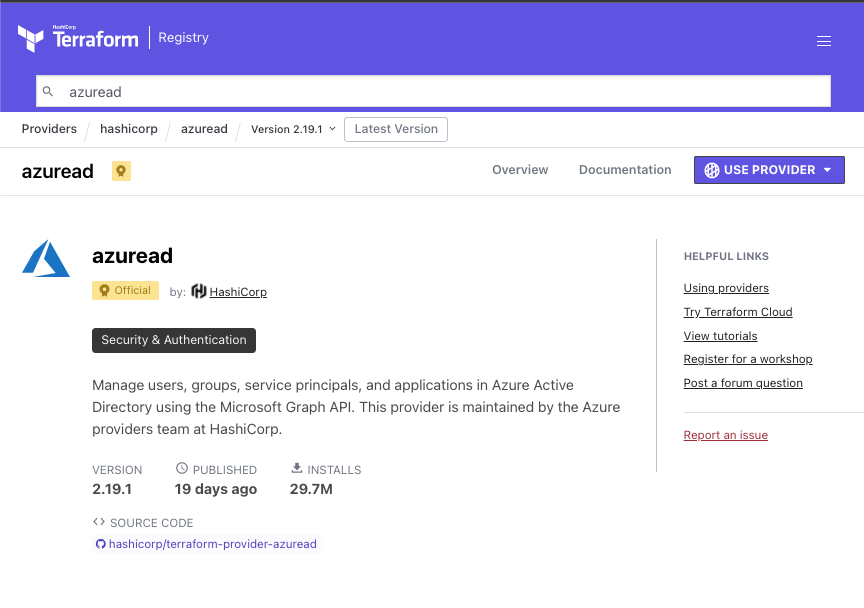 HashiCorp
Terraform
Registry
azuread
Providers
hashicorp
azuread
Version 2.19.1
Latest Version
azuread
Overview
Documentation
USE PROVIDER
azuread
Official
by: HashiCorp
Security & Authentication
Manage users, groups, service principals, and applications in Azure Active
Directory using the Microsoft Graph API. This provider is maintained by the Azure
providers team at HashiCorp.
VERSION
2.19.1
PUBLISHED
19 days ago
INSTALLS
29.7M
SOURCE CODE
hashicorp/terraform-provider-azuread
HELPFUL LINKS
Using providers
Try Terraform Cloud
View tutorials
Register for a workshop
Post a forum question
Report an issue